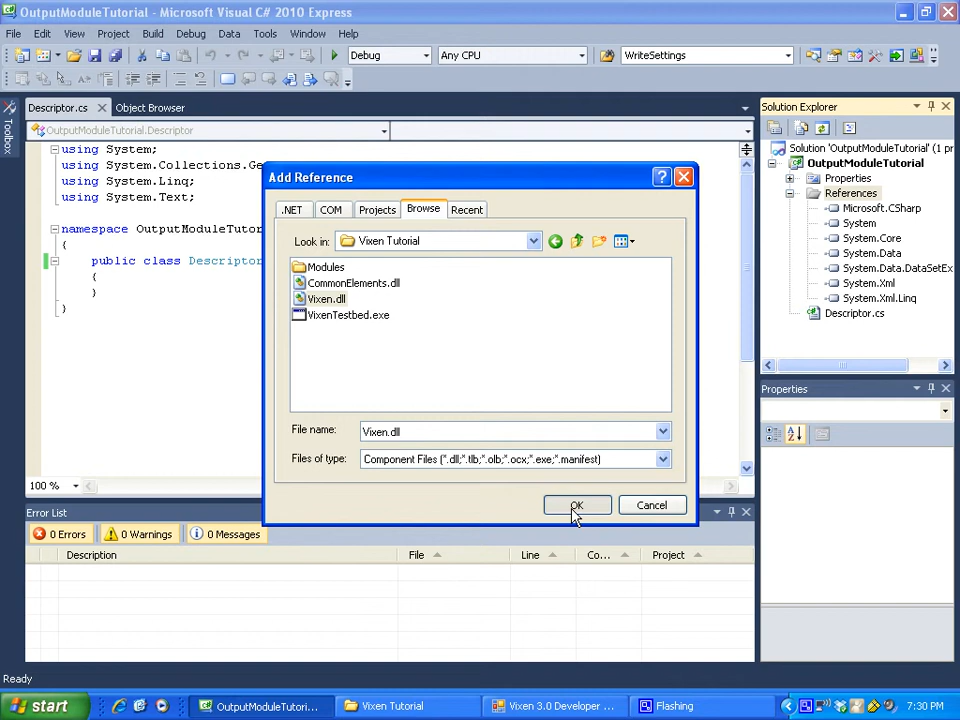 OutputModuleTutorial - Microsoft Visual C# 2010 Express
File Edit View Project Build Debug Data Tools Window Help
Debug Any CPU WriteSettings
Toolbox
Descriptor.cs Object Browser
OutputModuleTutorial.Descriptor
using System;
using System.Collections.Ge
using System.Linq;
using System.Text;
namespace OutputModuleTutor
{
public class Descriptor
{
}
}
100 %
Add Reference
.NET COM Projects Browse Recent
Look in: Vixen Tutorial
Modules
CommonElements.dll
Vixen.dll
VixenTestbed.exe
File name: Vixen.dll
Files of type: Component Files (*.dll;*.tlb;*.olb;*.ocx;*.exe;*.manifest)
OK Cancel
Solution Explorer
Solution 'OutputModuleTutorial' (1 pr
OutputModuleTutorial
Properties
References
Microsoft.CSharp
System
System.Core
System.Data
System.Data.DataSetEx
System.Xml
System.Xml.Linq
Descriptor.cs
Properties
Error List
0 Errors 0 Warnings 0 Messages
Description File Line Co... Project
Ready
start OutputModuleTutori... Vixen Tutorial Vixen 3.0 Developer ... Flashing 7:30 PM